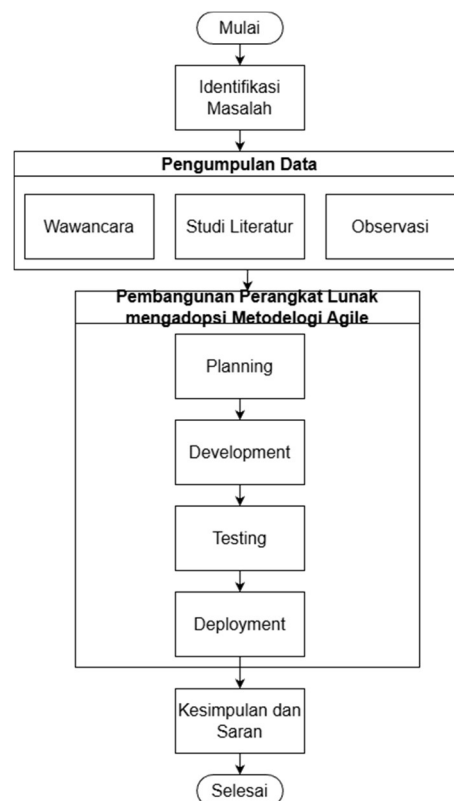 Mulai
Identifikasi
Masalah
Pengumpulan Data
Wawancara
Studi Literatur
Observasi
Pembangunan Perangkat Lunak
mengadopsi Metodelogi Agile
Planning
Development
Testing
Deployment
Kesimpulan dan
Saran
Selesai